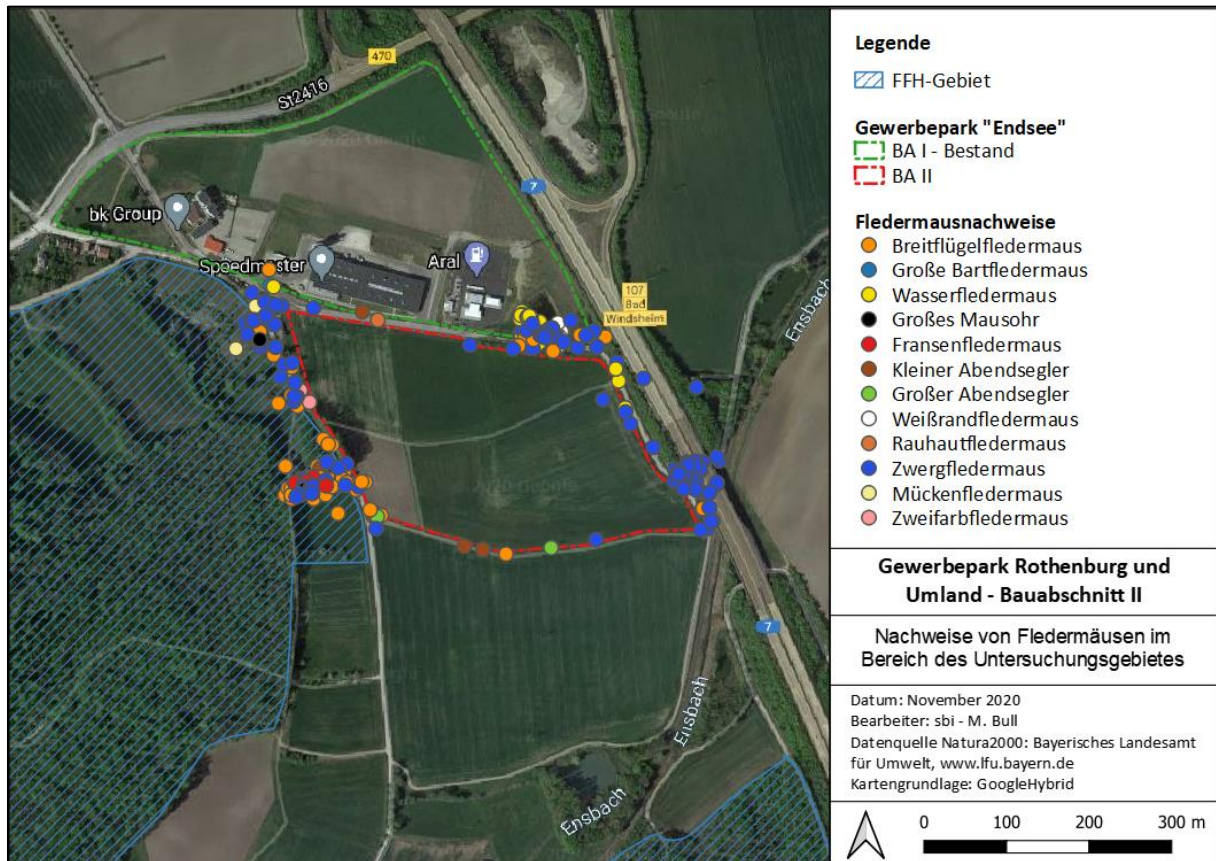 470
St2416
7
bk Group
Speedmaster
Aral
107
Bad
Windsheim
Ensbach
7
Ensbach
Ensbach
Legende
FFH-Gebiet
Gewerbepark "Endsee"
BA I - Bestand
BA II
Fledermausnachweise
Breitflügelfledermaus
Große Bartfledermaus
Wasserfledermaus
Großes Mausohr
Fransenfledermaus
Kleiner Abendsegler
Großer Abendsegler
Weißrandfledermaus
Rauhautfledermaus
Zwergfledermaus
Mückenfledermaus
Zweifarbfledermaus
Gewerbepark Rothenburg und
Umland - Bauabschnitt II
Nachweise von Fledermäusen im
Bereich des Untersuchungsgebietes
Datum: November 2020
Bearbeiter: sbi - M. Bull
Datenquelle Natura2000: Bayerisches Landesamt
für Umwelt, www.lfu.bayern.de
Kartengrundlage: GoogleHybrid
0 100 200 300 m